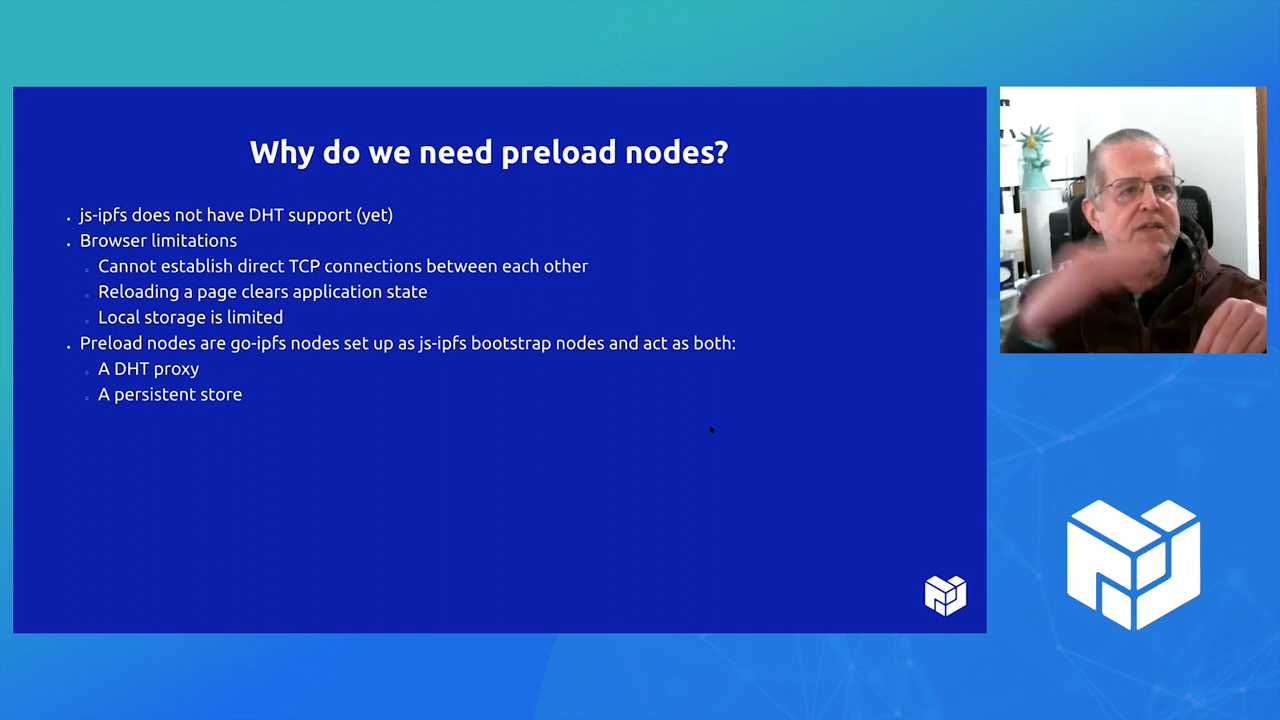 Why do we need preload nodes?
js-ipfs does not have DHT support (yet)
Browser limitations
Cannot establish direct TCP connections between each other
Reloading a page clears application state
Local storage is limited
Preload nodes are go-ipfs nodes set up as js-ipfs bootstrap nodes and act as both:
A DHT proxy
A persistent store